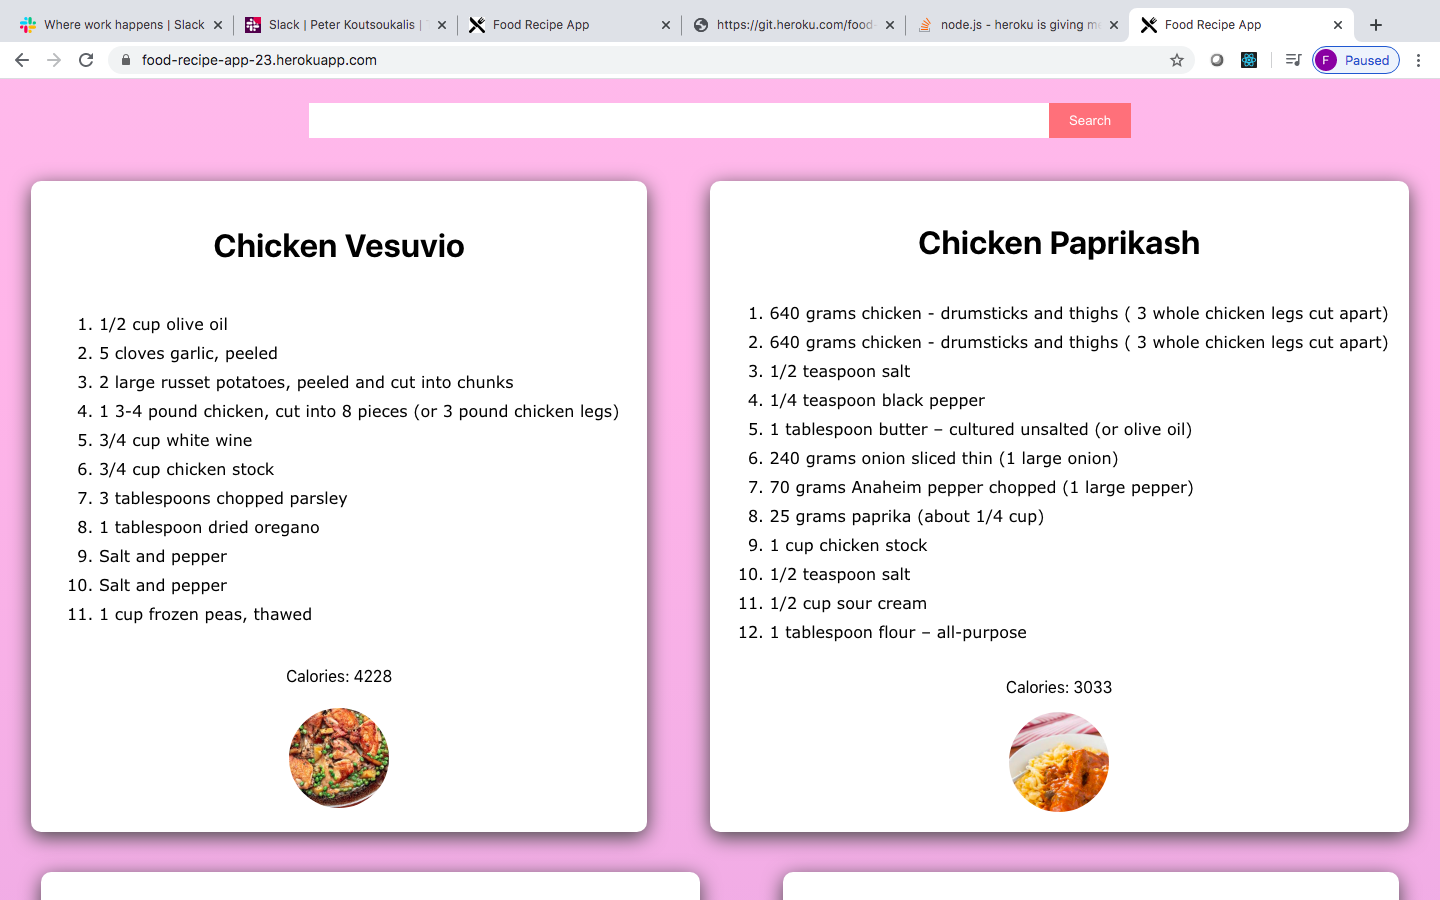 Where work happens | Slack
Slack | Peter Koutsoukalis |
Food Recipe App
https://git.heroku.com/food-
node.js - heroku is giving me
Food Recipe App
food-recipe-app-23.herokuapp.com
F
Paused
Search
Chicken Vesuvio
1. 1/2 cup olive oil
2. 5 cloves garlic, peeled
3. 2 large russet potatoes, peeled and cut into chunks
4. 1 3-4 pound chicken, cut into 8 pieces (or 3 pound chicken legs)
5. 3/4 cup white wine
6. 3/4 cup chicken stock
7. 3 tablespoons chopped parsley
8. 1 tablespoon dried oregano
9. Salt and pepper
10. Salt and pepper
11. 1 cup frozen peas, thawed
Calories: 4228
Chicken Paprikash
1. 640 grams chicken - drumsticks and thighs ( 3 whole chicken legs cut apart)
2. 640 grams chicken - drumsticks and thighs ( 3 whole chicken legs cut apart)
3. 1/2 teaspoon salt
4. 1/4 teaspoon black pepper
5. 1 tablespoon butter – cultured unsalted (or olive oil)
6. 240 grams onion sliced thin (1 large onion)
7. 70 grams Anaheim pepper chopped (1 large pepper)
8. 25 grams paprika (about 1/4 cup)
9. 1 cup chicken stock
10. 1/2 teaspoon salt
11. 1/2 cup sour cream
12. 1 tablespoon flour – all-purpose
Calories: 3033